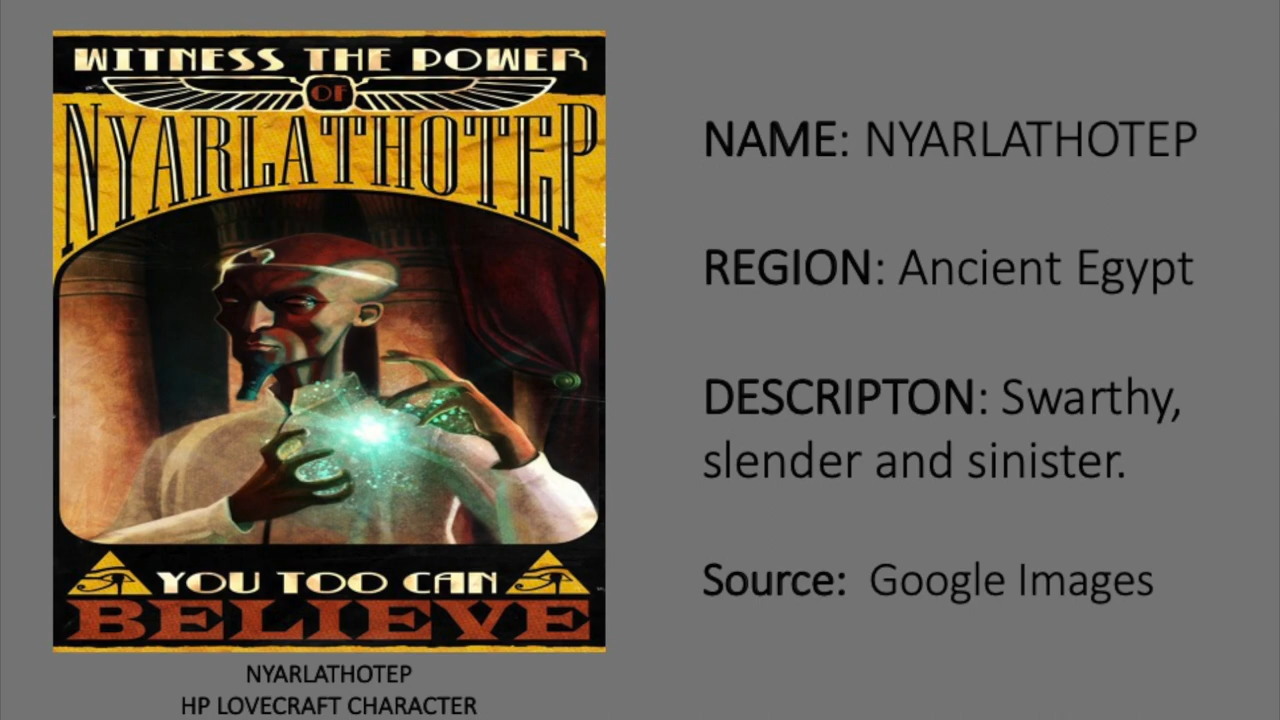 WITNESS THE POWER
OF
NYARLATHOTEP
YOU TOO CAN
BELIEVE
NYARLATHOTEP
HP LOVECRAFT CHARACTER
NAME: NYARLATHOTEP
REGION: Ancient Egypt
DESCRIPTON: Swarthy,
slender and sinister.
Source: Google Images